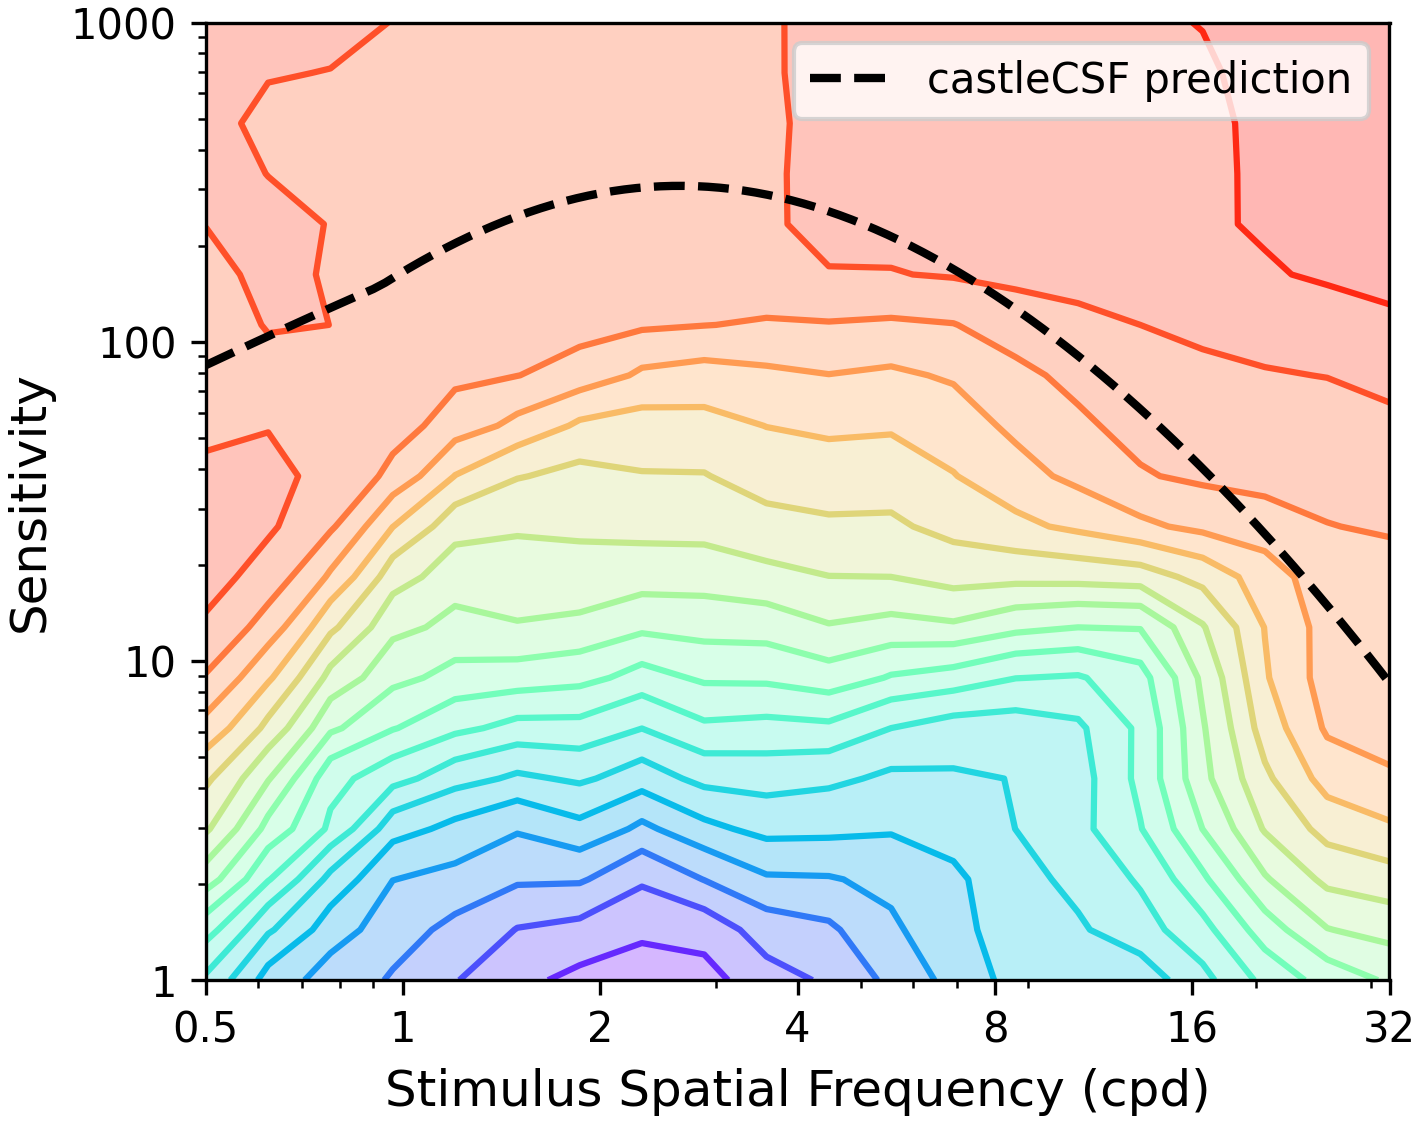 1000
100
10
1
Sensitivity
castleCSF prediction
0.5 1 2 4 8 16 32
Stimulus Spatial Frequency (cpd)